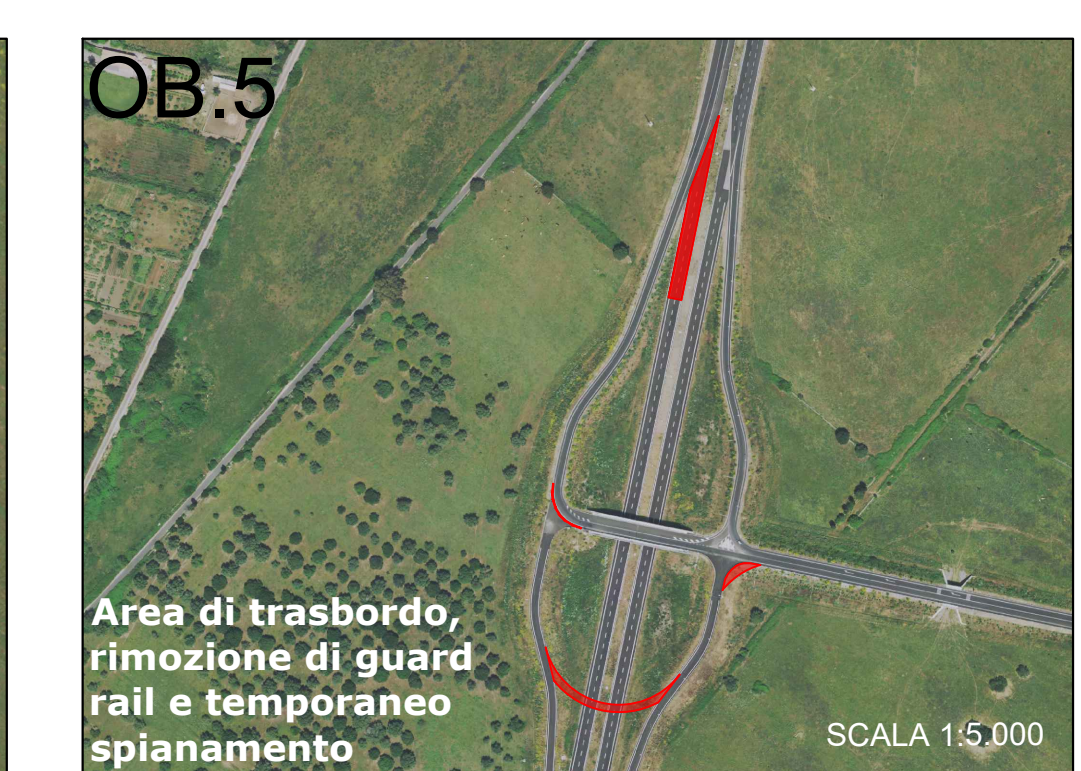 OB.5
Area di trasbordo,
rimozione di guard
rail e temporaneo
spianamento
SCALA 1:5.000